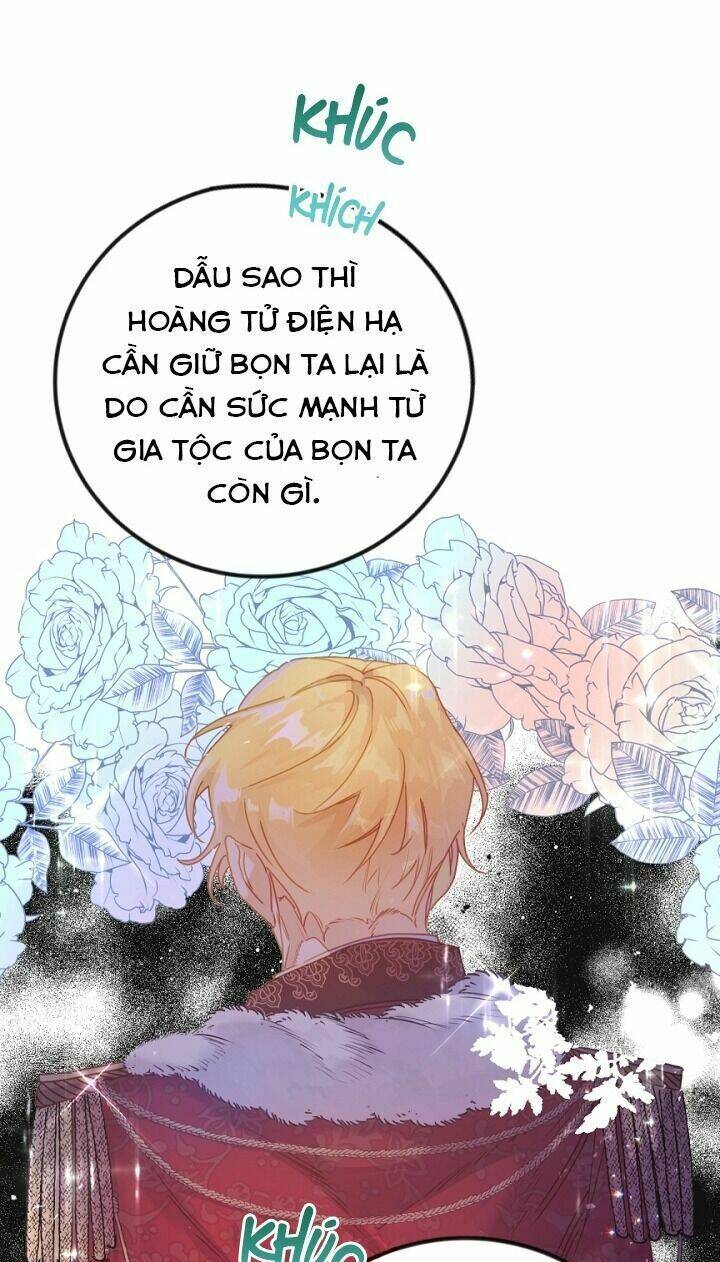 KHÚC
KHÍCH
DẪU SAO THÌ
HOÀNG TỬ ĐIỆN HẠ
CẦN GIỮ BỌN TA LẠI LÀ
DO CẦN SỨC MẠNH TỪ
GIA TỘC CỦA BỌN TA
CÒN GÌ.
KHÚC